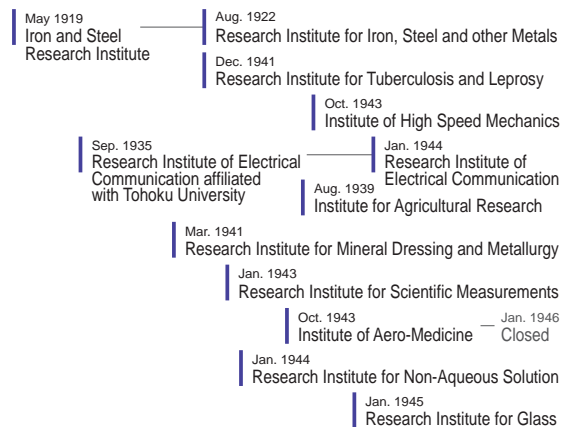 May 1919
Iron and Steel
Research Institute
Aug. 1922
Research Institute for Iron, Steel and other Metals
Dec. 1941
Research Institute for Tuberculosis and Leprosy
Oct. 1943
Institute of High Speed Mechanics
Sep. 1935
Research Institute of Electrical
Communication affiliated
with Tohoku University
Jan. 1944
Research Institute of
Electrical Communication
Aug. 1939
Institute for Agricultural Research
Mar. 1941
Research Institute for Mineral Dressing and Metallurgy
Jan. 1943
Research Institute for Scientific Measurements
Oct. 1943
Institute of Aero-Medicine
Jan. 1946
Closed
Jan. 1944
Research Institute for Non-Aqueous Solution
Jan. 1945
Research Institute for Glass